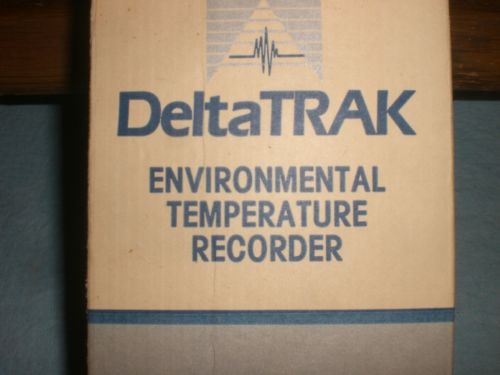 DeltaTRAK
ENVIRONMENTAL
TEMPERATURE
RECORDER